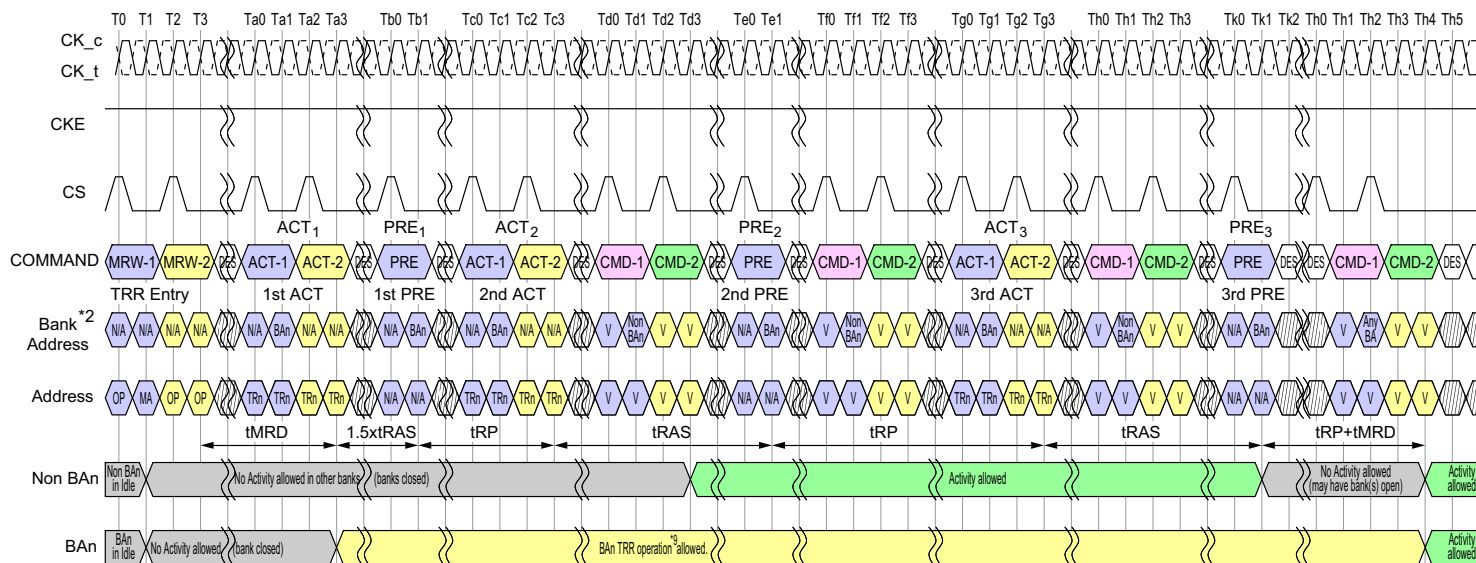 T0 T1 T2 T3 Ta0 Ta1 Ta2 Ta3 Tb0 Tb1 Tc0 Tc1 Tc2 Tc3 Td0 Td1 Td2 Td3 Te0 Te1 Tf0 Tf1 Tf2 Tf3 Tg0 Tg1 Tg2 Tg3 Th0 Th1 Th2 Th3 Tk0 Tk1 Tk2 Th0 Th1 Th2 Th3 Th4 Th5
CK_c
CK_t
CKE
CS
ACT1 PRE1 ACT2 PRE2 ACT3 PRE3
COMMAND MRW-1 MRW-2 DES ACT-1 ACT-2 DES PRE DES ACT-1 ACT-2 DES CMD-1 CMD-2 DES PRE DES CMD-1 CMD-2 DES ACT-1 ACT-2 DES CMD-1 CMD-2 DES PRE DES DES CMD-1 CMD-2 DES
TRR Entry 1st ACT 1st PRE 2nd ACT 2nd PRE 3rd ACT 3rd PRE
Bank*2
Address
N/A N/A N/A N/A N/A BAn N/A N/A N/A BAn N/A BAn N/A N/A V Non BAn V V N/A BAn V Non BAn V V N/A BAn N/A N/A V Non BAn V V N/A BAn V Any BA V V
Address OP MA OP OP TRn TRn TRn TRn N/A N/A TRn TRn TRn TRn V V V V N/A N/A V V V V TRn TRn TRn TRn V V V V N/A N/A V V V V
tMRD 1.5xtRAS tRP tRAS tRP tRAS tRP+tMRD
Non BAn
Non BAn
in Idle
No Activity allowed in other banks (banks closed)
Activity allowed
No Activity allowed
(may have bank(s) open)
Activity
allowed
BAn
BAn
in Idle
No Activity allowed (bank closed)
BAn TRR operation*9 allowed.
Activity
allowed